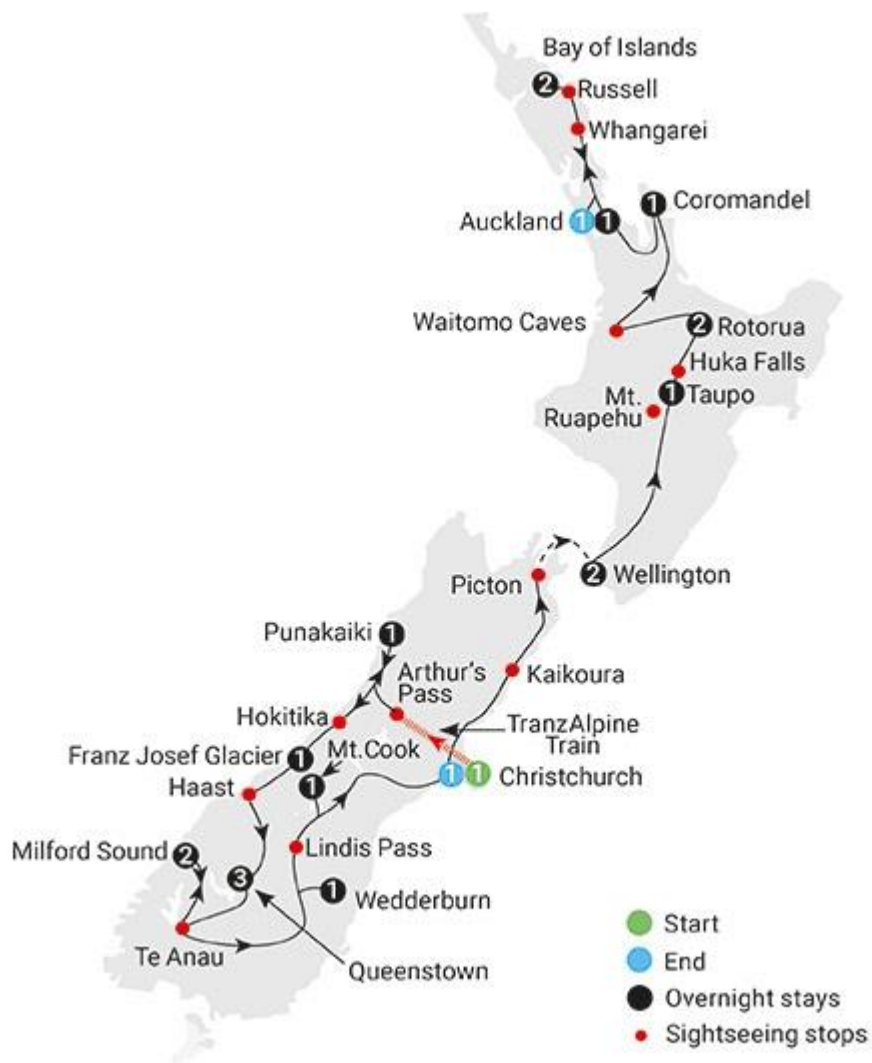 Bay of Islands
2
Russell
Whangarei
1
Coromandel
Auckland
1
1
Waitomo Caves
2
Rotorua
Huka Falls
Mt.
Ruapehu
1
Taupo
Picton
2
Wellington
Punakaiki
1
Arthur's
Pass
Kaikoura
Hokitika
TranzAlpine
Train
Franz Josef Glacier
1
Mt.Cook
1
1
1
Christchurch
Haast
Milford Sound
2
Lindis Pass
3
1
Wedderburn
Te Anau
Queenstown
Start
End
Overnight stays
Sightseeing stops